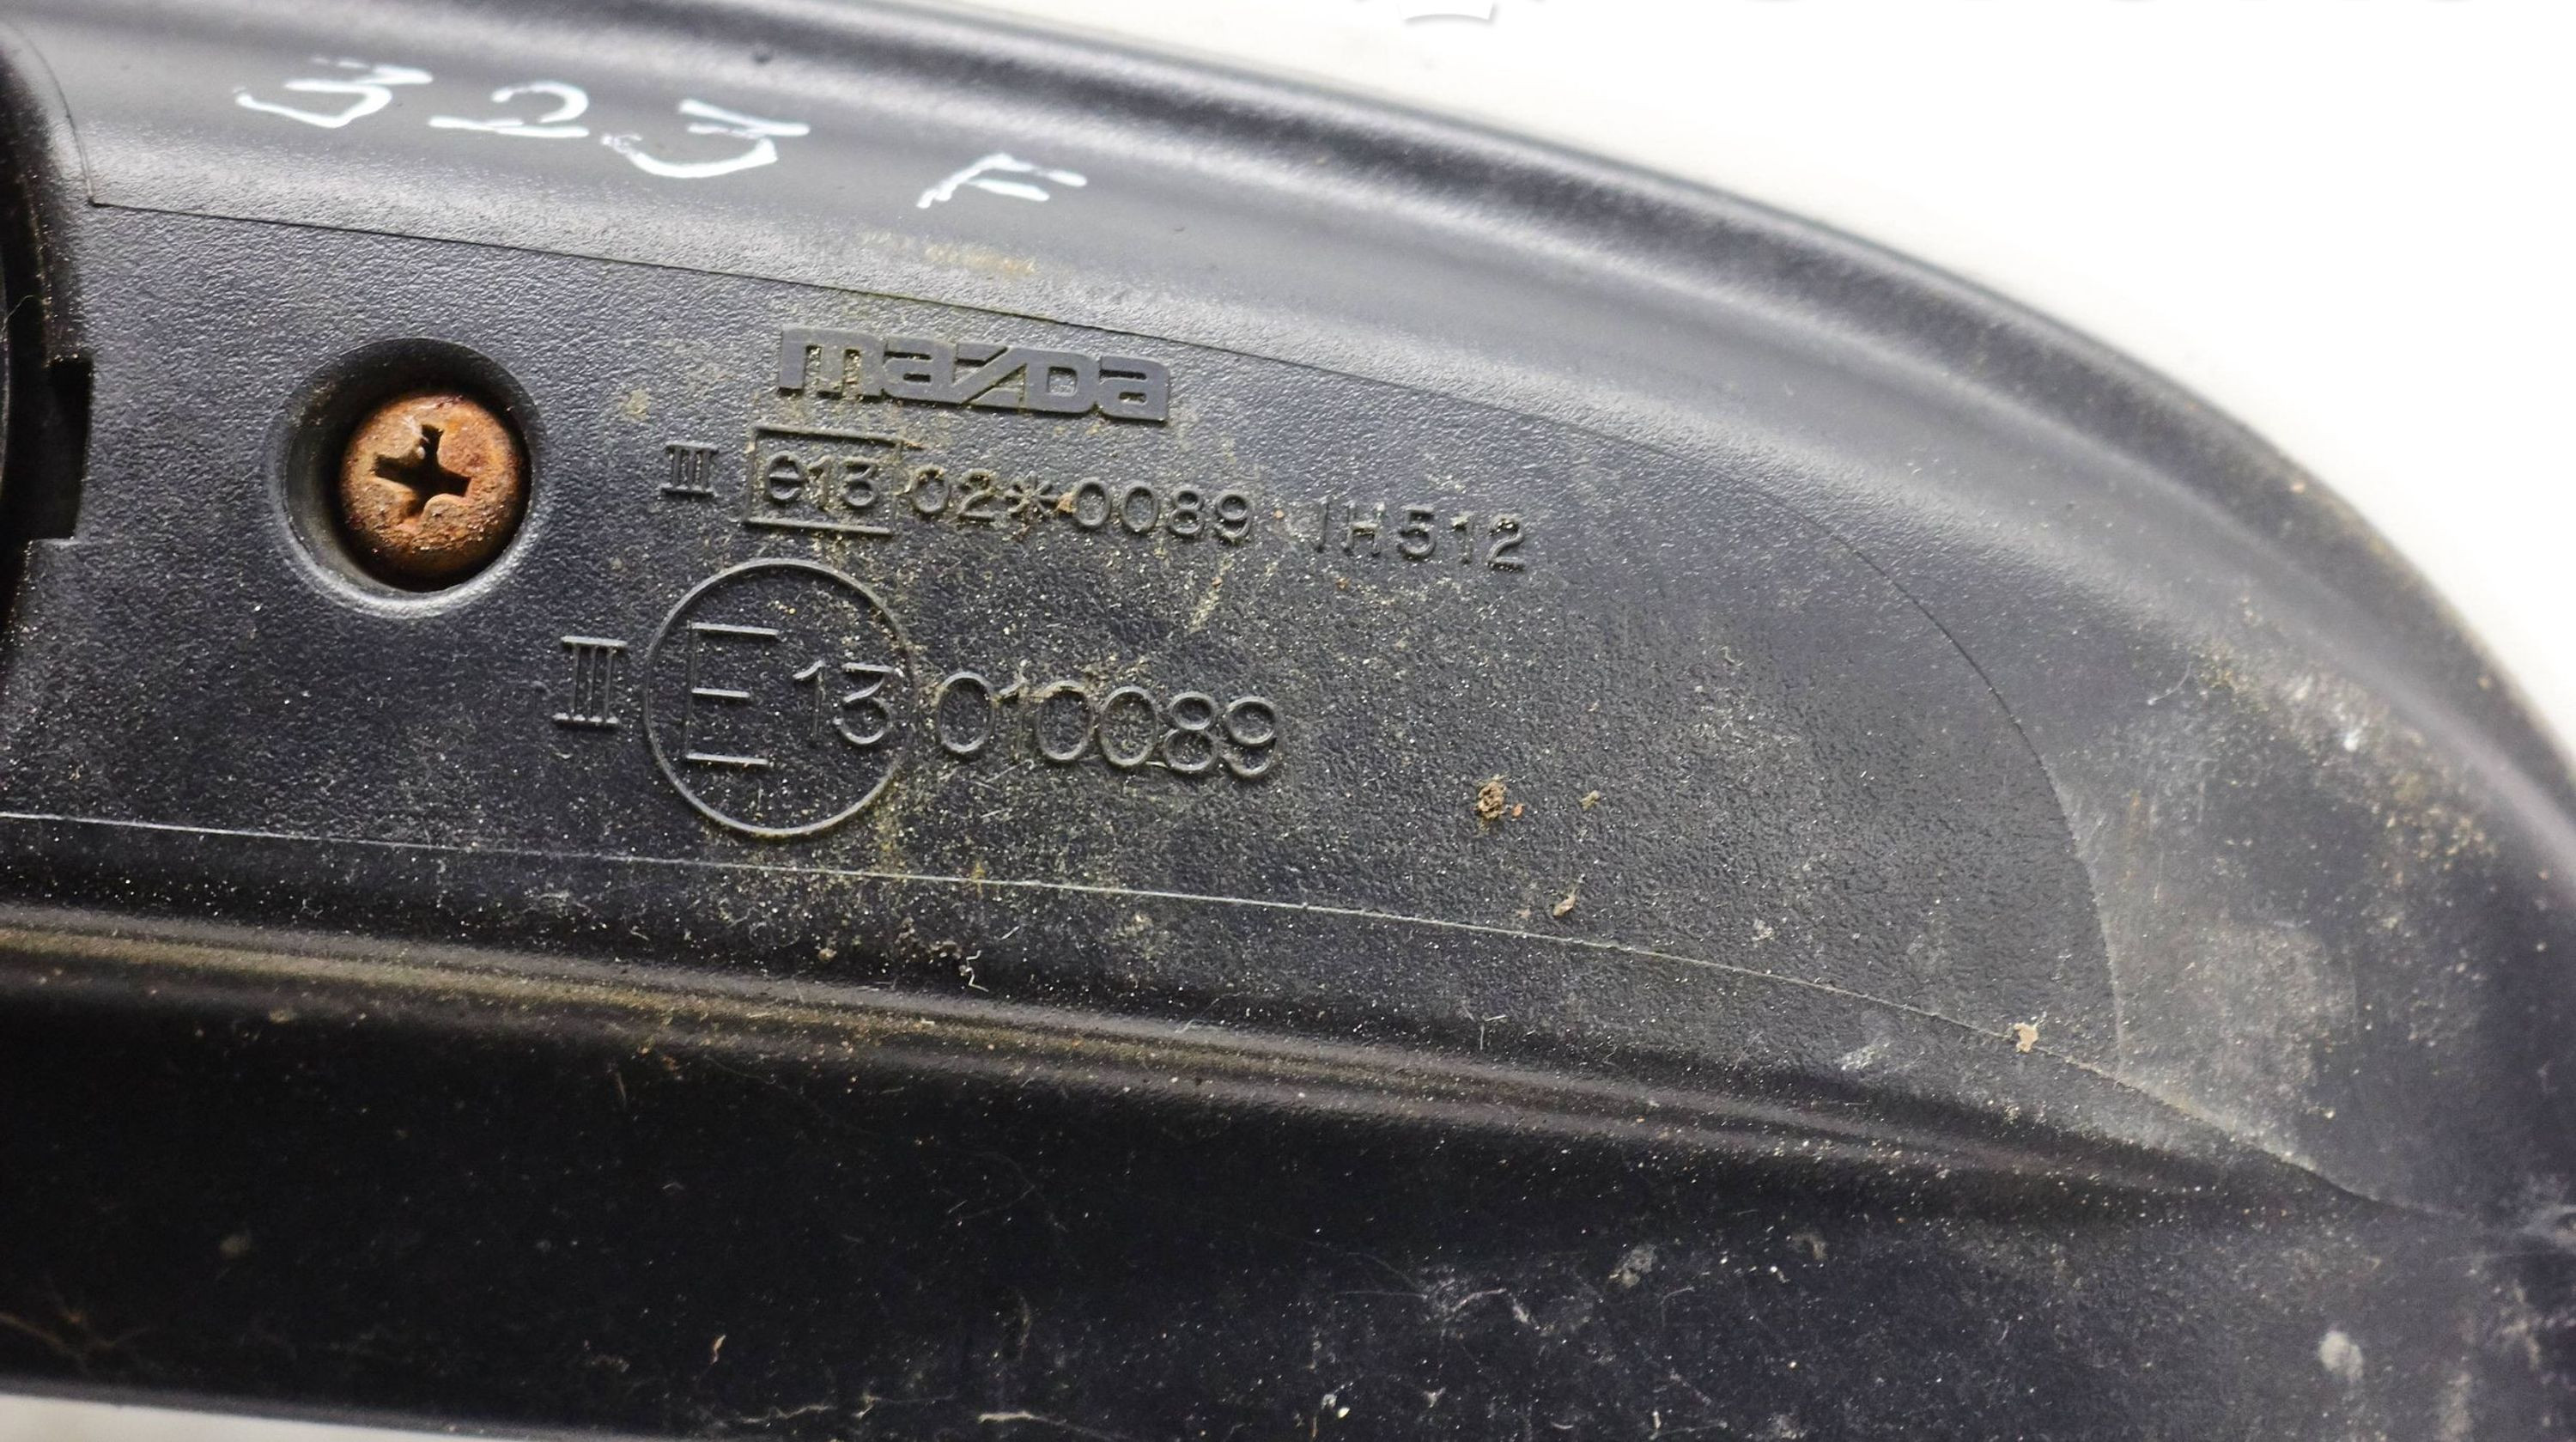 323 F
mazda
III e13 02*0089 IH512
III E13 010089